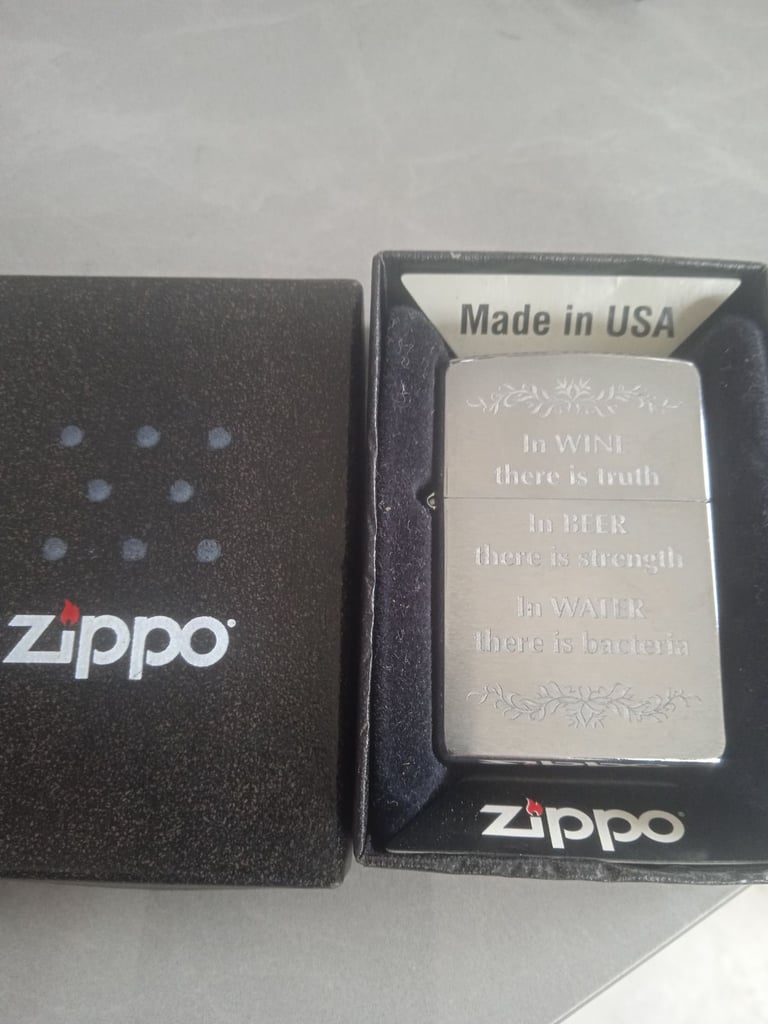 zippo
Made in USA
In WINE
there is truth
In BEER
there is strength
In WATER
there is bacteria
zippo